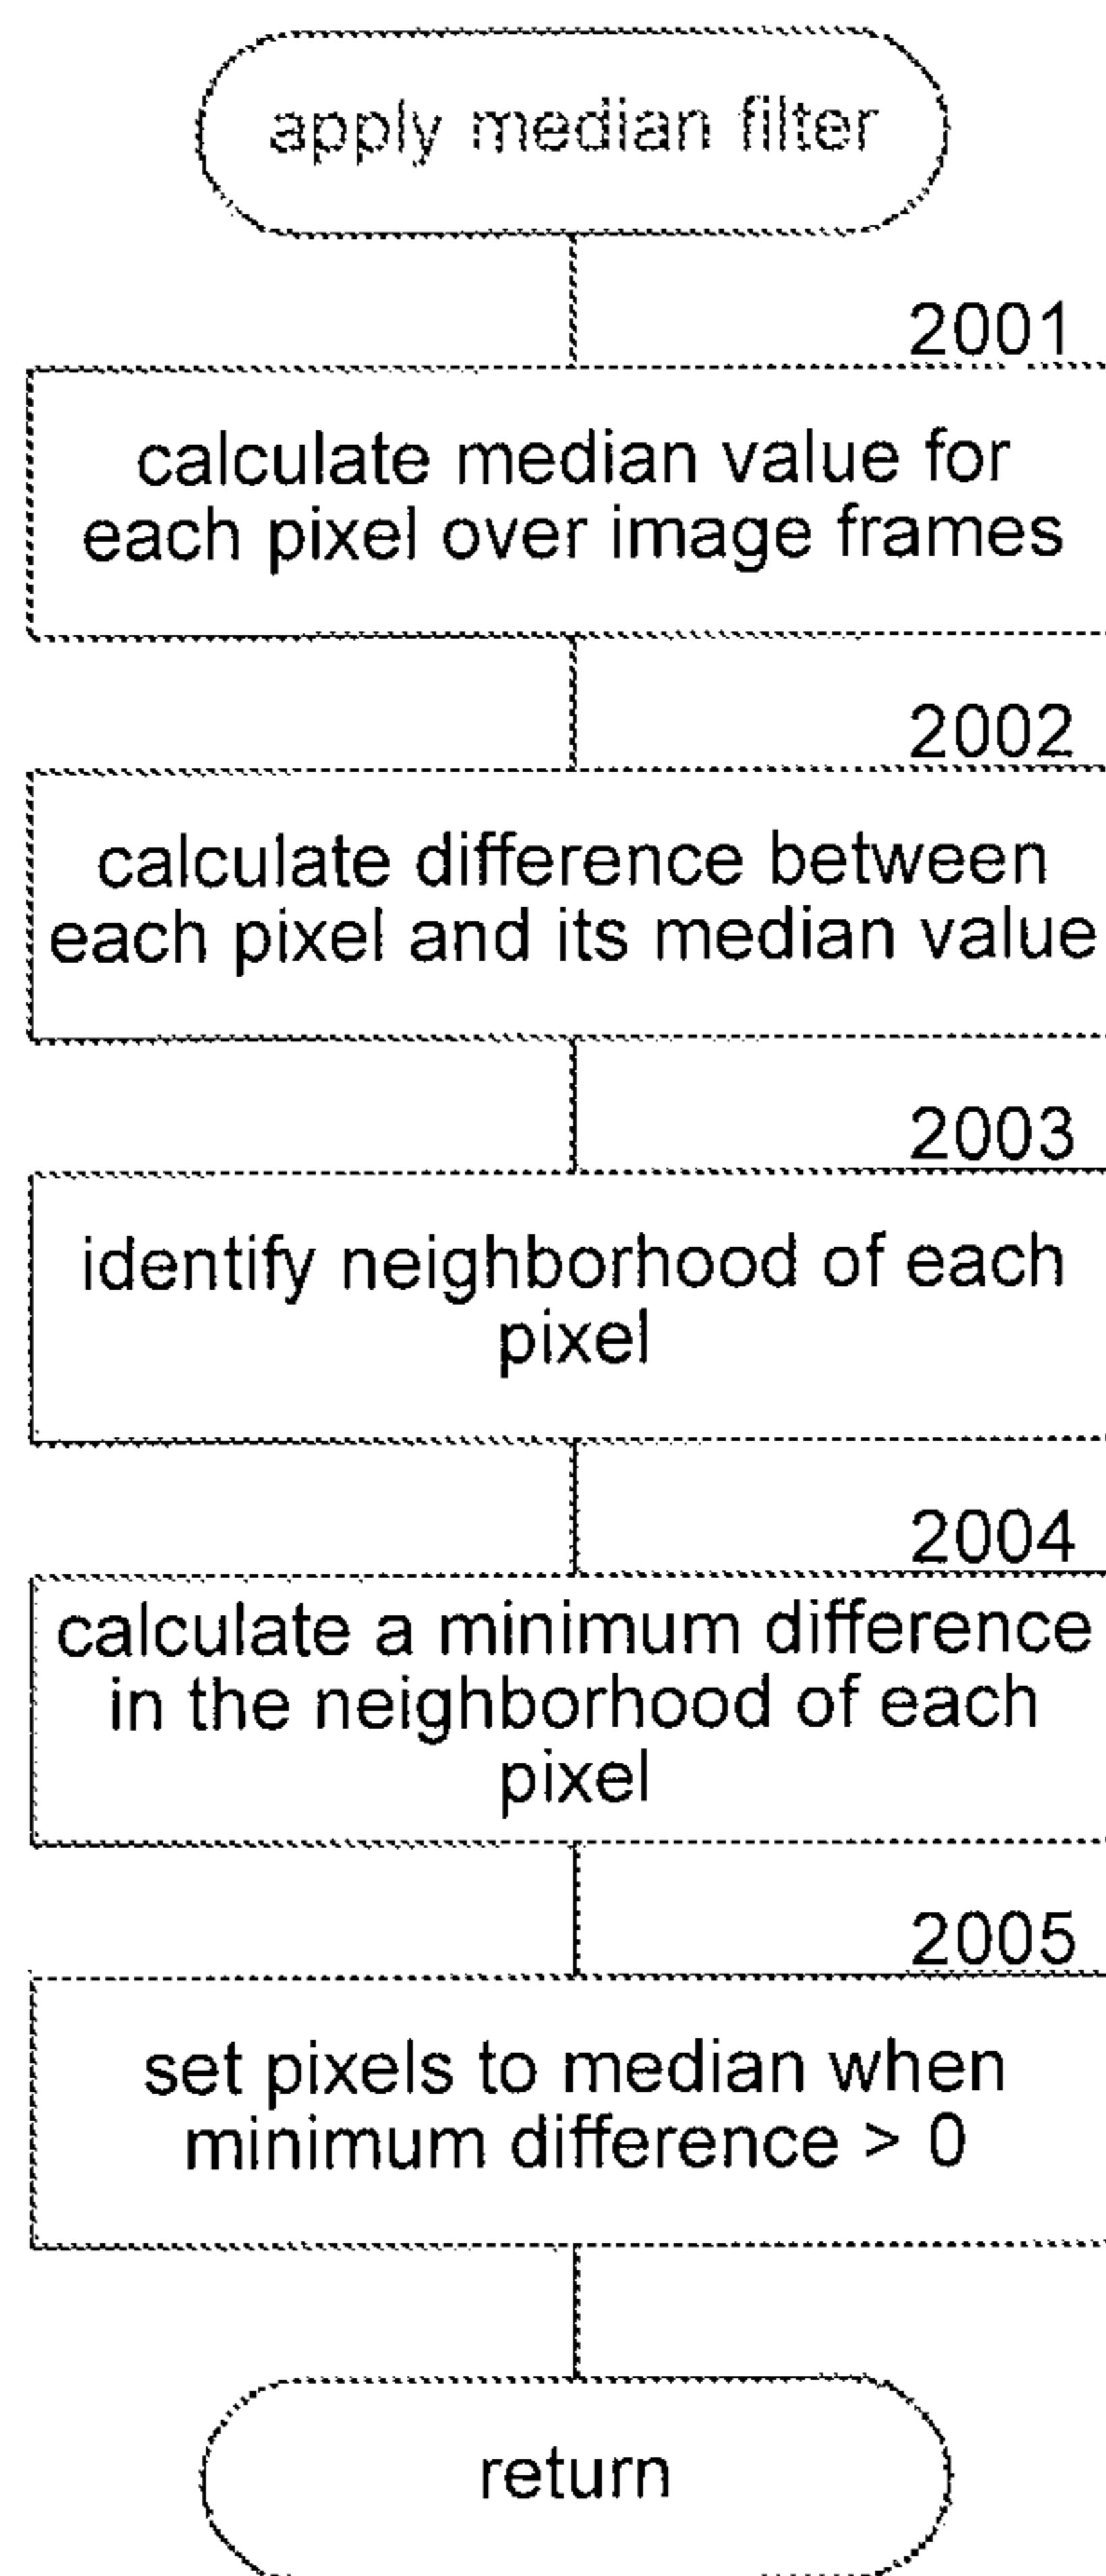 apply median filter
2001
calculate median value for
each pixel over image frames
2002
calculate difference between
each pixel and its median value
2003
identify neighborhood of each
pixel
2004
calculate a minimum difference
in the neighborhood of each
pixel
2005
set pixels to median when
minimum difference > 0
return